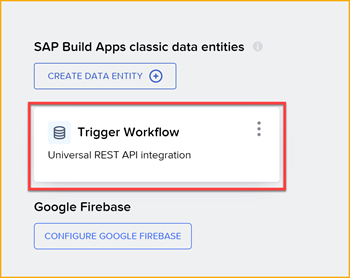 SAP Build Apps classic data entities
CREATE DATA ENTITY
Trigger Workflow
Universal REST API integration
Google Firebase
CONFIGURE GOOGLE FIREBASE